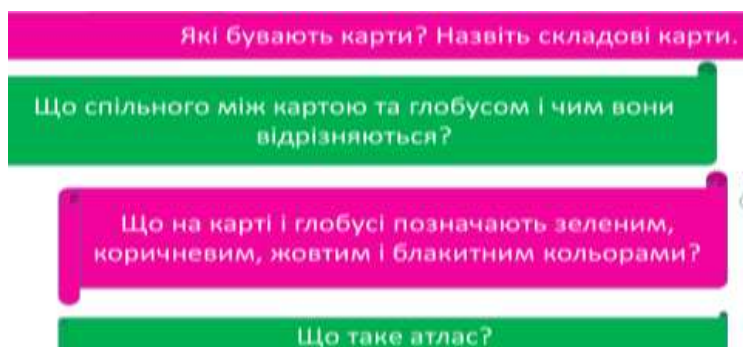 Які бувають карти? Назвіть складові карти.
Що спільного між картою та глобусом і чим вони
відрізняються?
Що на карті і глобусі позначають зеленим,
коричневим, жовтим і блакитним кольорами?
Що таке атлас?